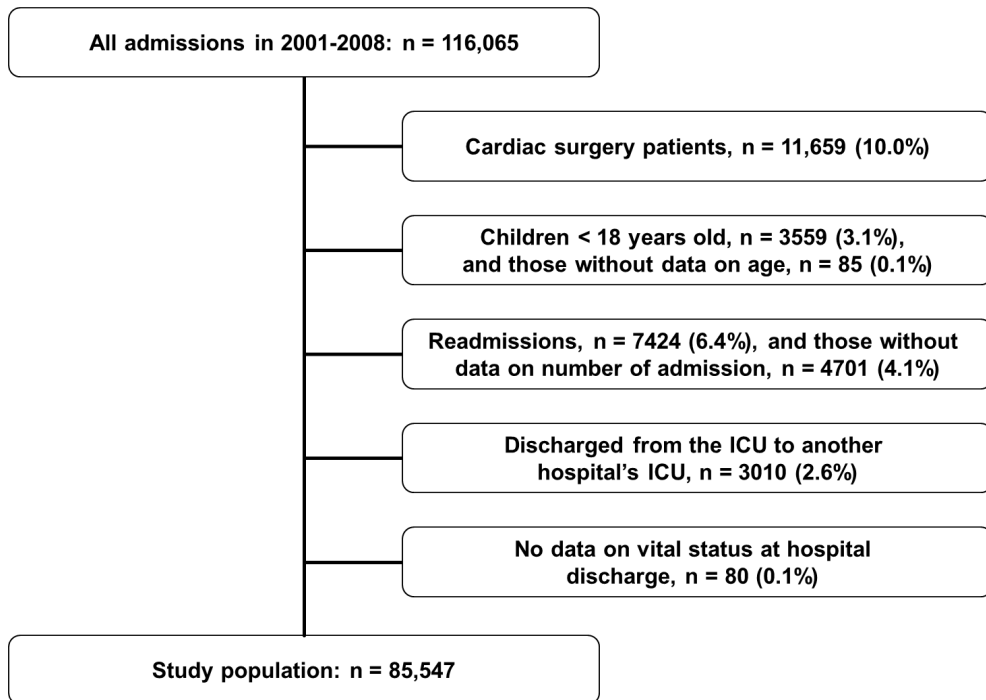 All admissions in 2001-2008: n = 116,065
Cardiac surgery patients, n = 11,659 (10.0%)
Children < 18 years old, n = 3559 (3.1%),
and those without data on age, n = 85 (0.1%)
Readmissions, n = 7424 (6.4%), and those without
data on number of admission, n = 4701 (4.1%)
Discharged from the ICU to another
hospital's ICU, n = 3010 (2.6%)
No data on vital status at hospital
discharge, n = 80 (0.1%)
Study population: n = 85,547